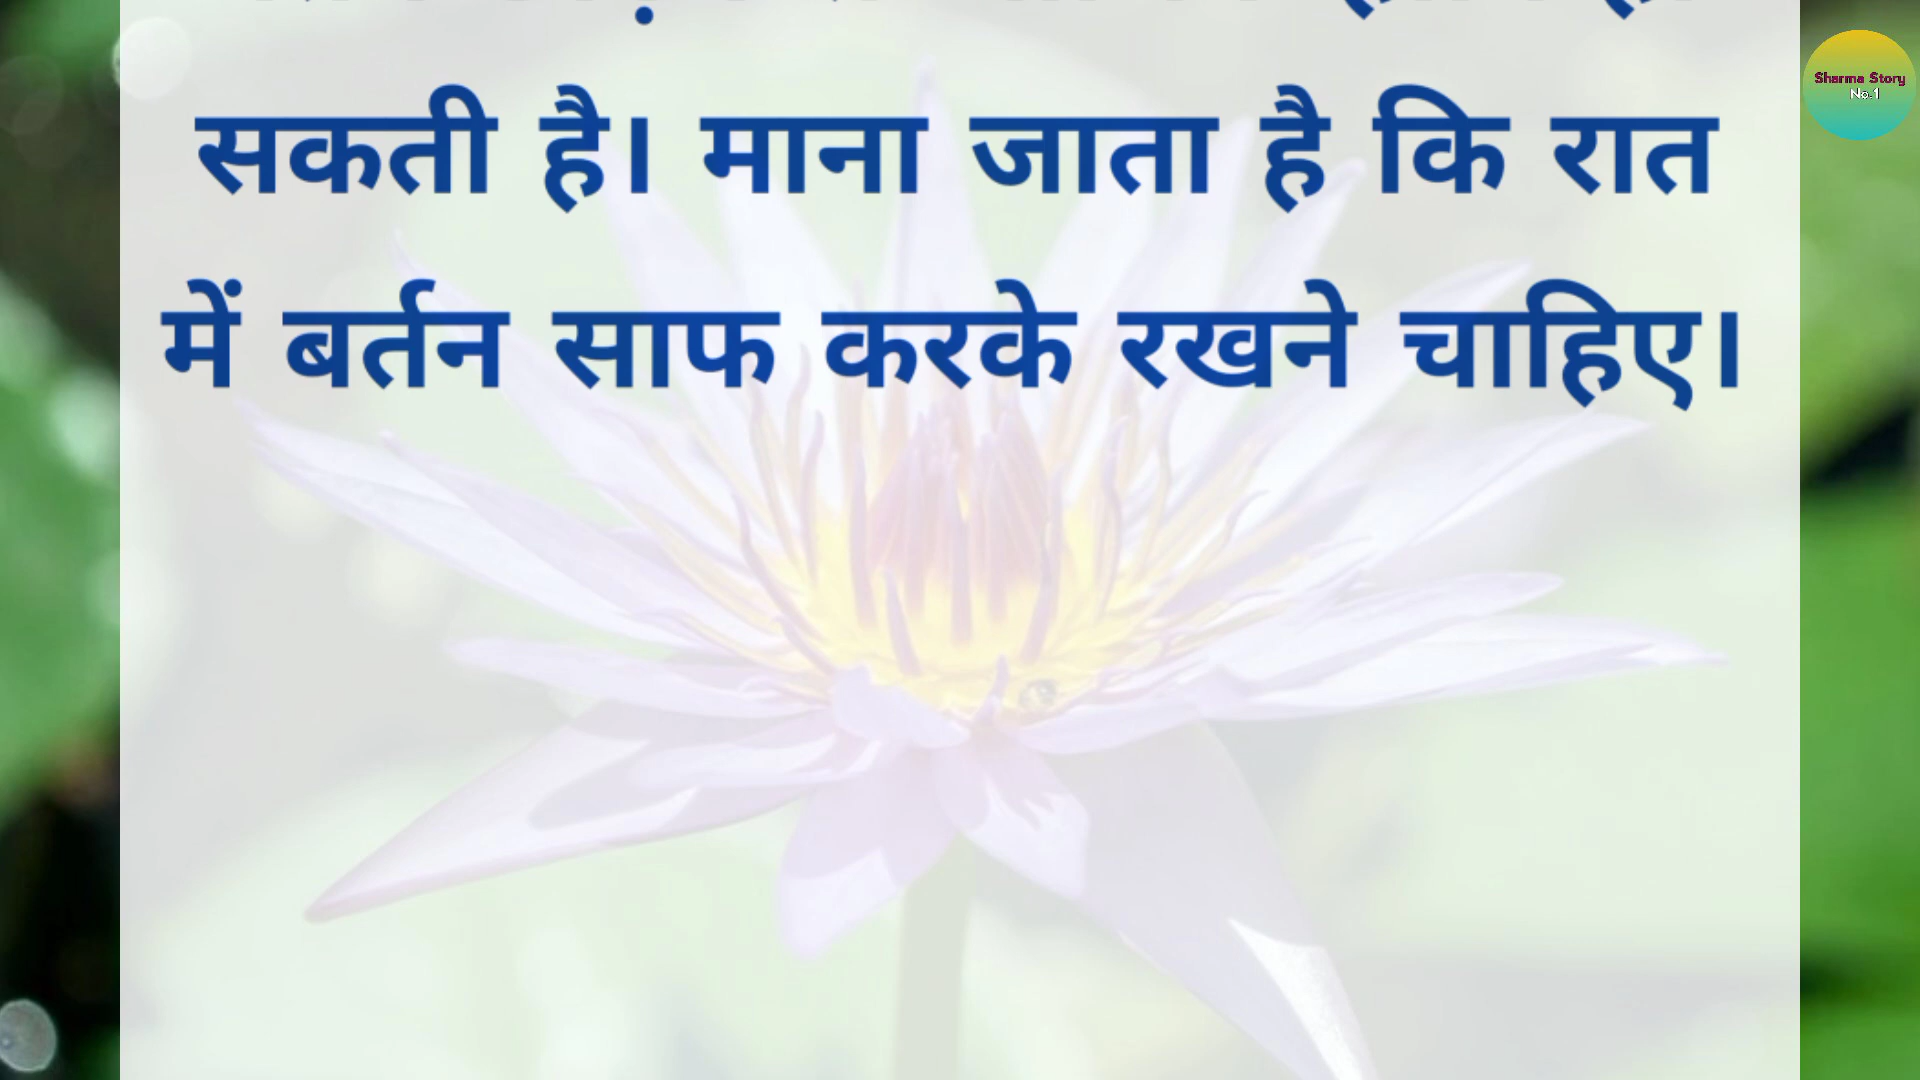 सकती है। माना जाता है कि रात
में बर्तन साफ करके रखने चाहिए।
Sharma Story
No.1